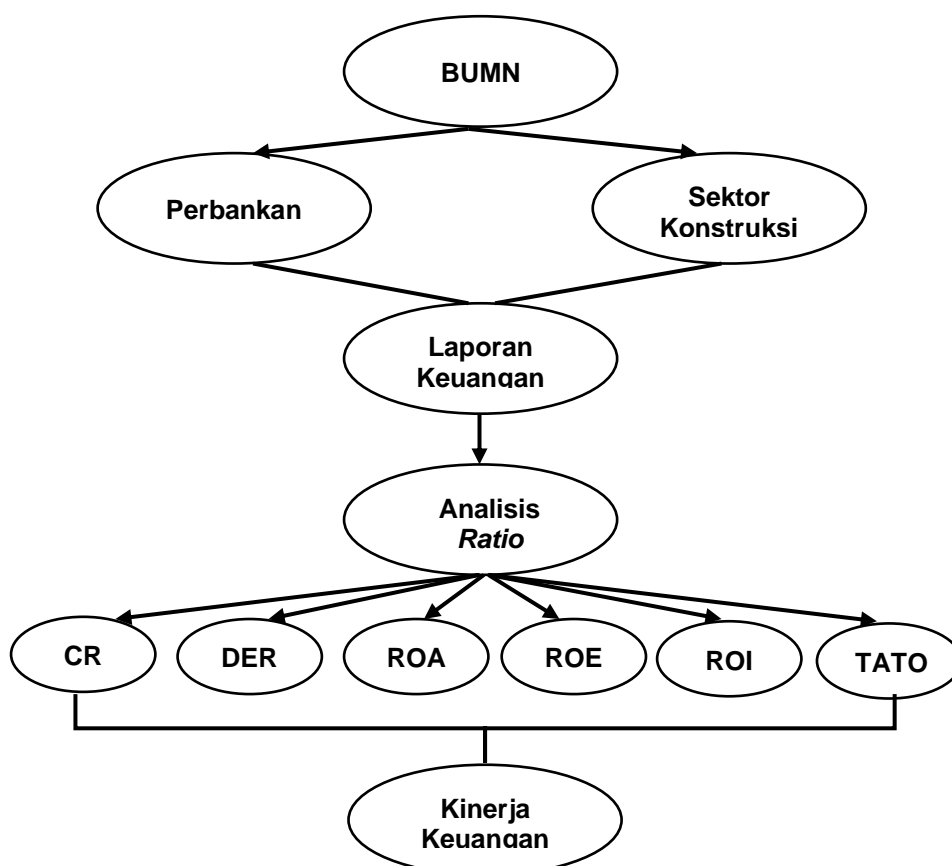 BUMN
Perbankan
Sektor
Konstruksi
Laporan
Keuangan
Analisis
Ratio
CR
DER
ROA
ROE
ROI
TATO
Kinerja
Keuangan